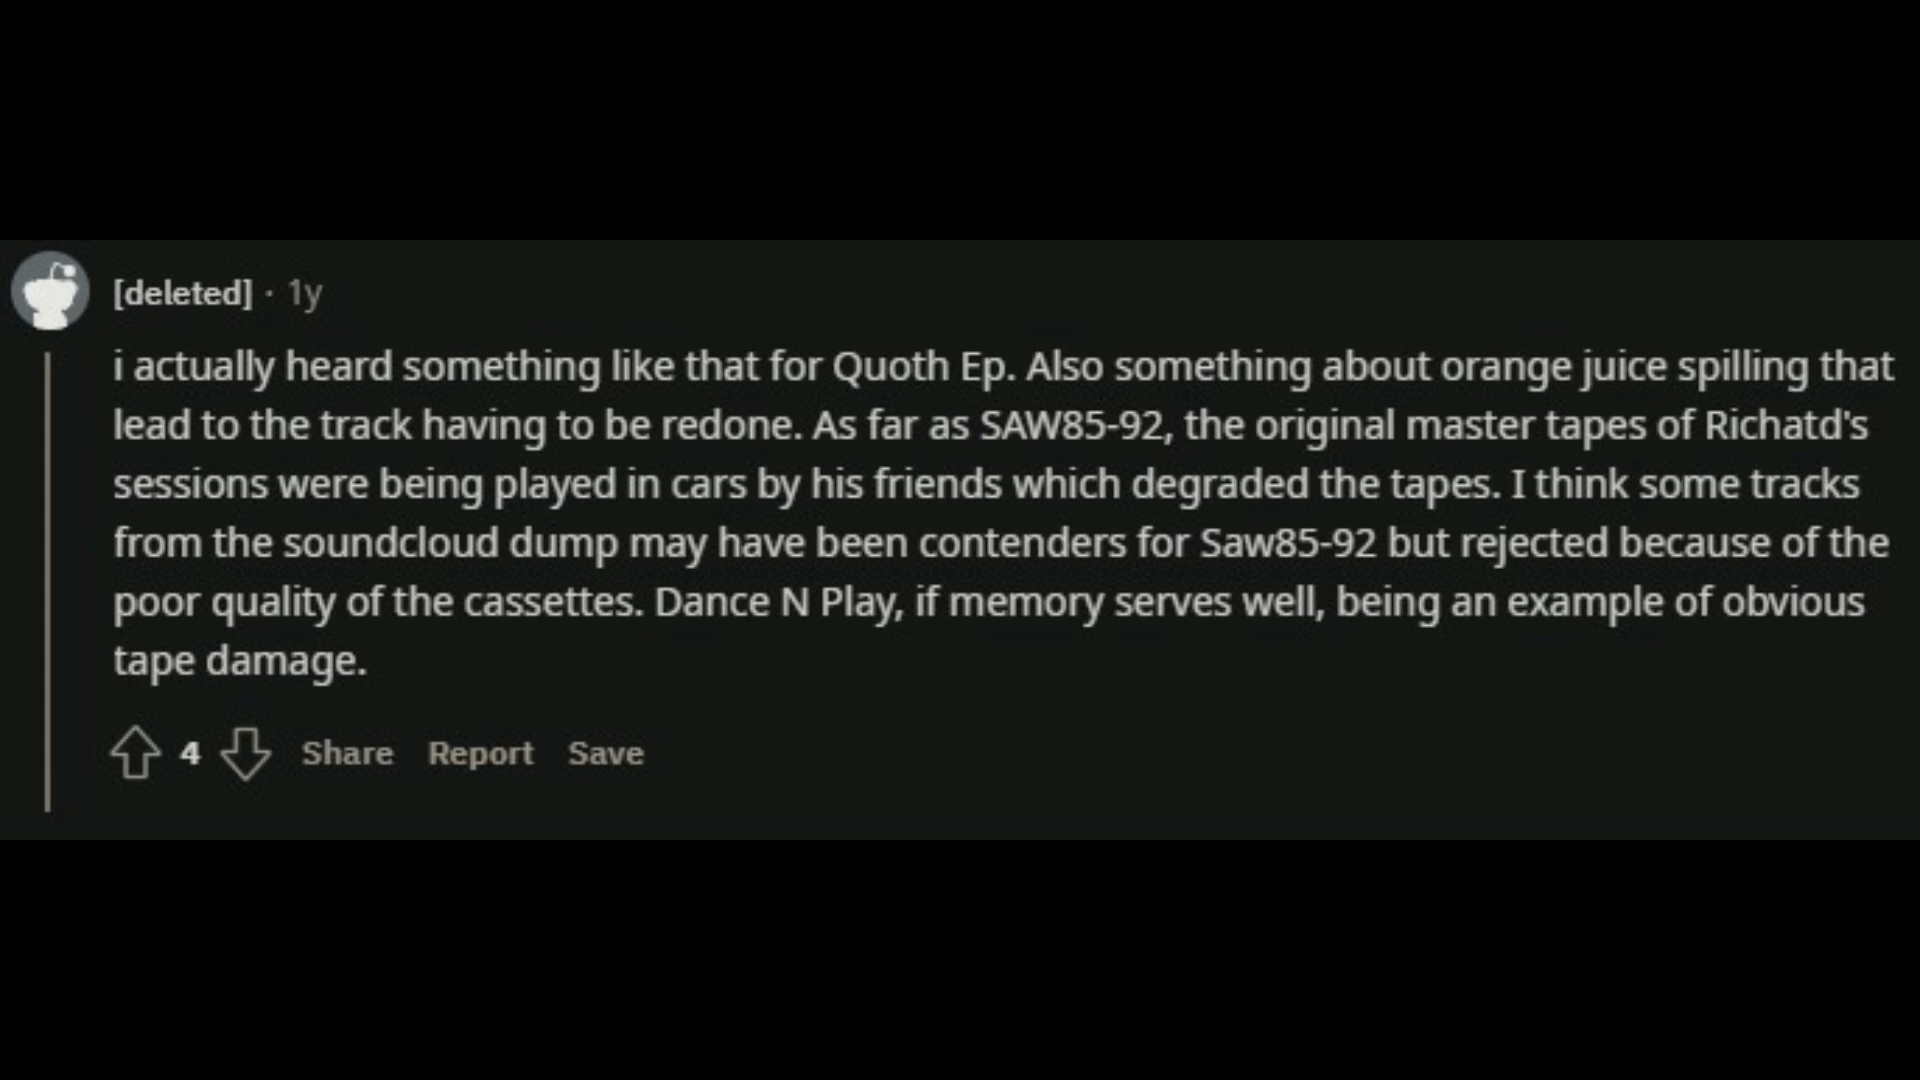 [deleted] · 1y
i actually heard something like that for Quoth Ep. Also something about orange juice spilling that
lead to the track having to be redone. As far as SAW85-92, the original master tapes of Richatd's
sessions were being played in cars by his friends which degraded the tapes. I think some tracks
from the soundcloud dump may have been contenders for Saw85-92 but rejected because of the
poor quality of the cassettes. Dance N Play, if memory serves well, being an example of obvious
tape damage.
4 Share Report Save